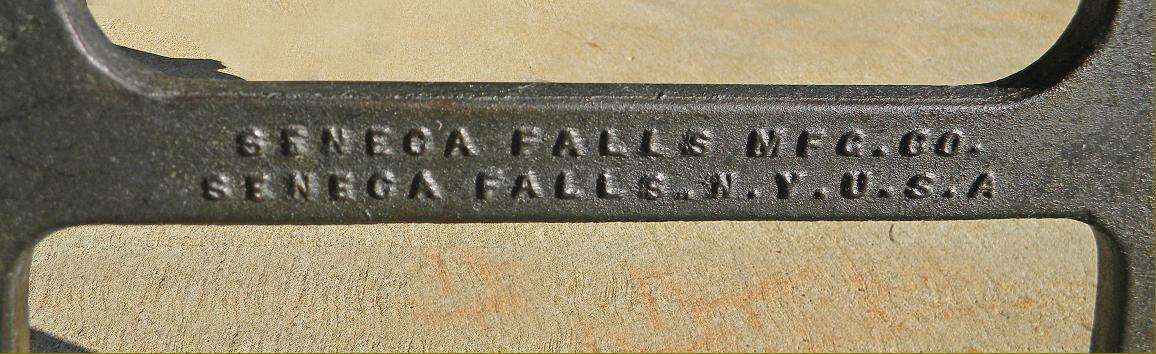 SENECA FALLS MFG.CO.
SENECA FALLS.N.Y.U.S.A